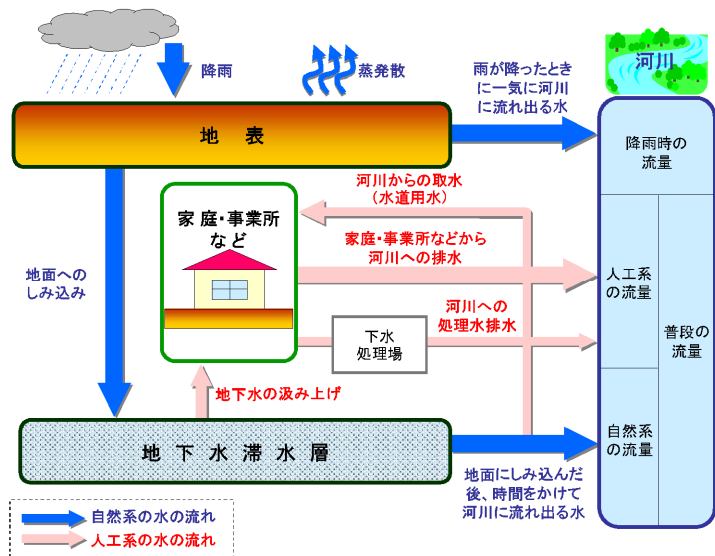 降雨
蒸発散
雨が降ったとき
に一気に河川
に流れ出る水
河川
地 表
降雨時の
流量
河川からの取水
（水道用水）
家庭・事業所
など
家庭・事業所などから
河川への排水
地面への
しみ込み
人工系
の流量
普段の
流量
河川への
処理水排水
下水
処理場
地下水の汲み上げ
自然系
の流量
地 下 水 滞 水 層
地面にしみ込んだ
後、時間をかけて
河川に流れ出る水
自然系の水の流れ
人工系の水の流れ